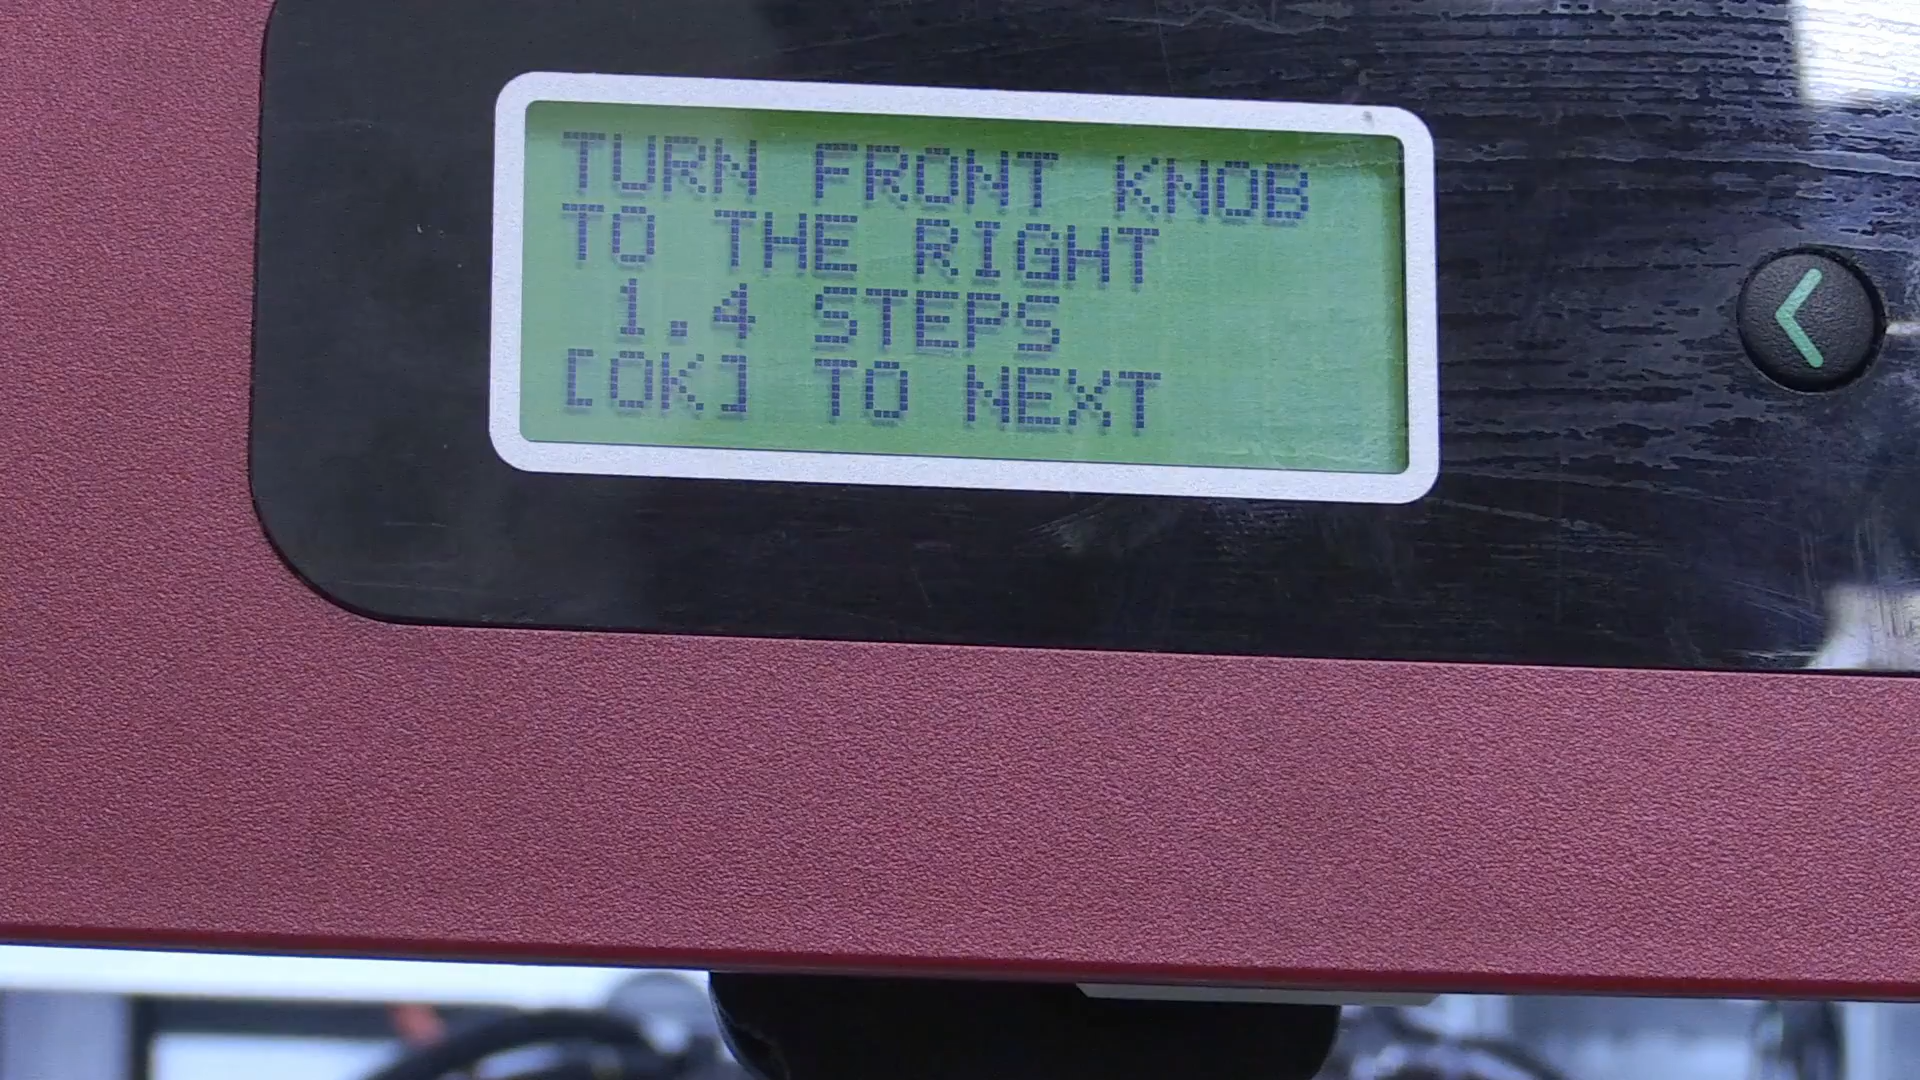 TURN FRONT KNOB
TO THE RIGHT
1.4 STEPS
[OK] TO NEXT